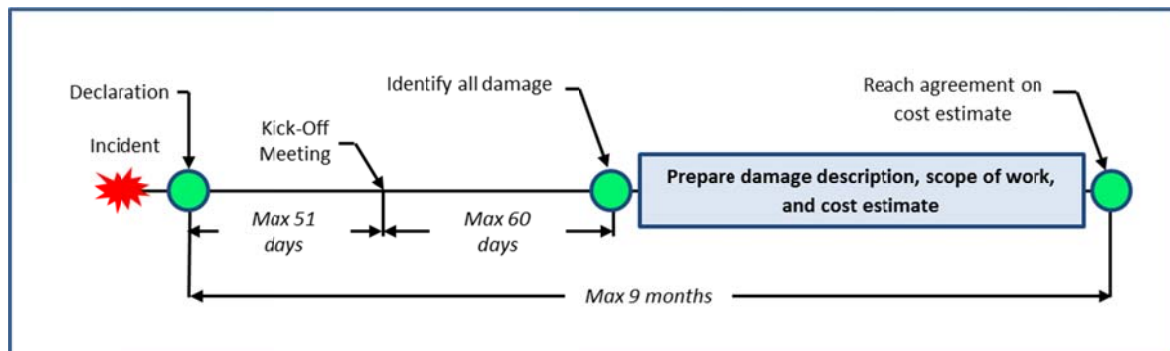 Declaration
Incident
Kick-Off
Meeting
Identify all damage
Reach agreement on
cost estimate
Prepare damage description, scope of work,
and cost estimate
Max 51
days
Max 60
days
Max 9 months